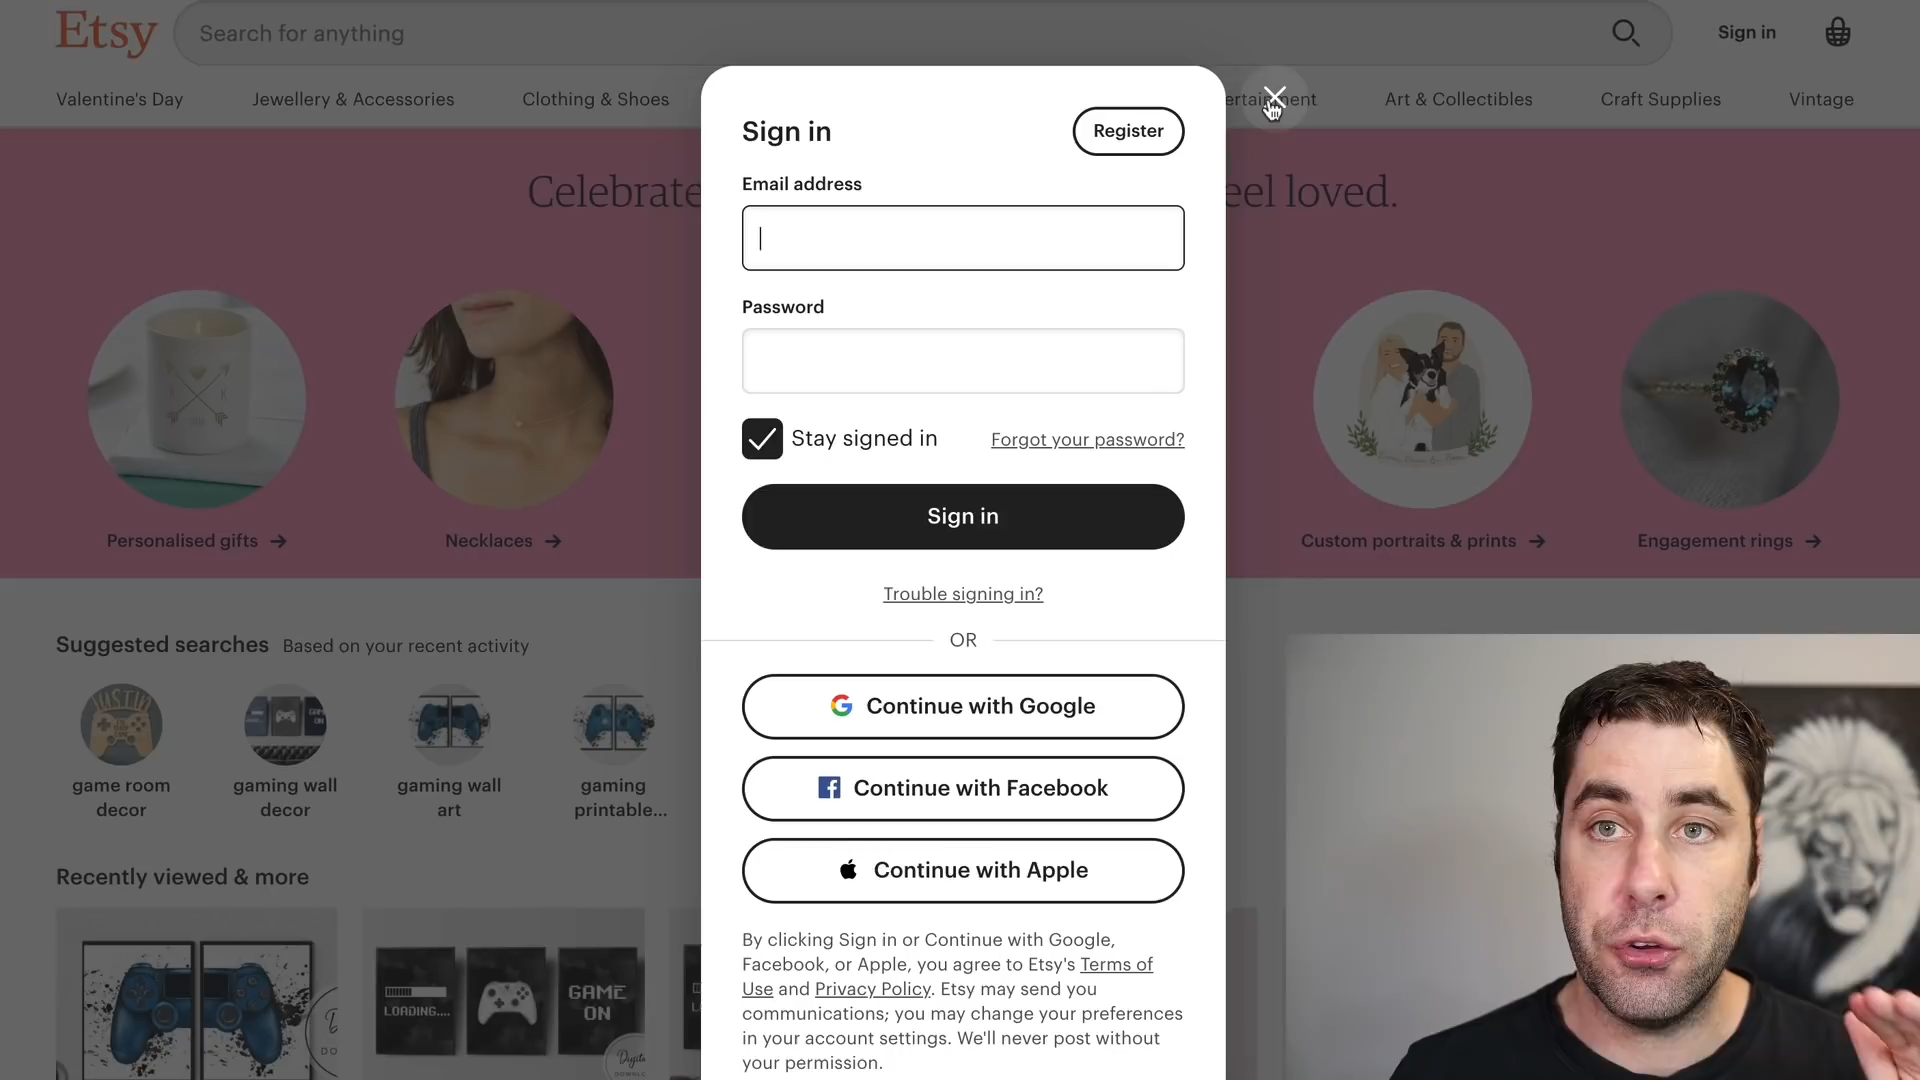 Etsy
Search for anything
Sign in
Valentine's Day
Jewellery & Accessories
Clothing & Shoes
Art & Collectibles
Craft Supplies
Vintage
Celebrate
eel loved.
Sign in
Register
Email address
Password
Stay signed in
Forgot your password?
Sign in
Trouble signing in?
OR
Continue with Google
Continue with Facebook
Continue with Apple
By clicking Sign in or Continue with Google,
Facebook, or Apple, you agree to Etsy's Terms of
Use and Privacy Policy. Etsy may send you
communications; you may change your preferences
in your account settings. We'll never post without
your permission.
Personalised gifts
Necklaces
Custom portraits & prints
Engagement rings
Suggested searches Based on your recent activity
game room
decor
gaming wall
decor
gaming wall
art
gaming
printable...
Recently viewed & more
LOADING....
GAME
ON